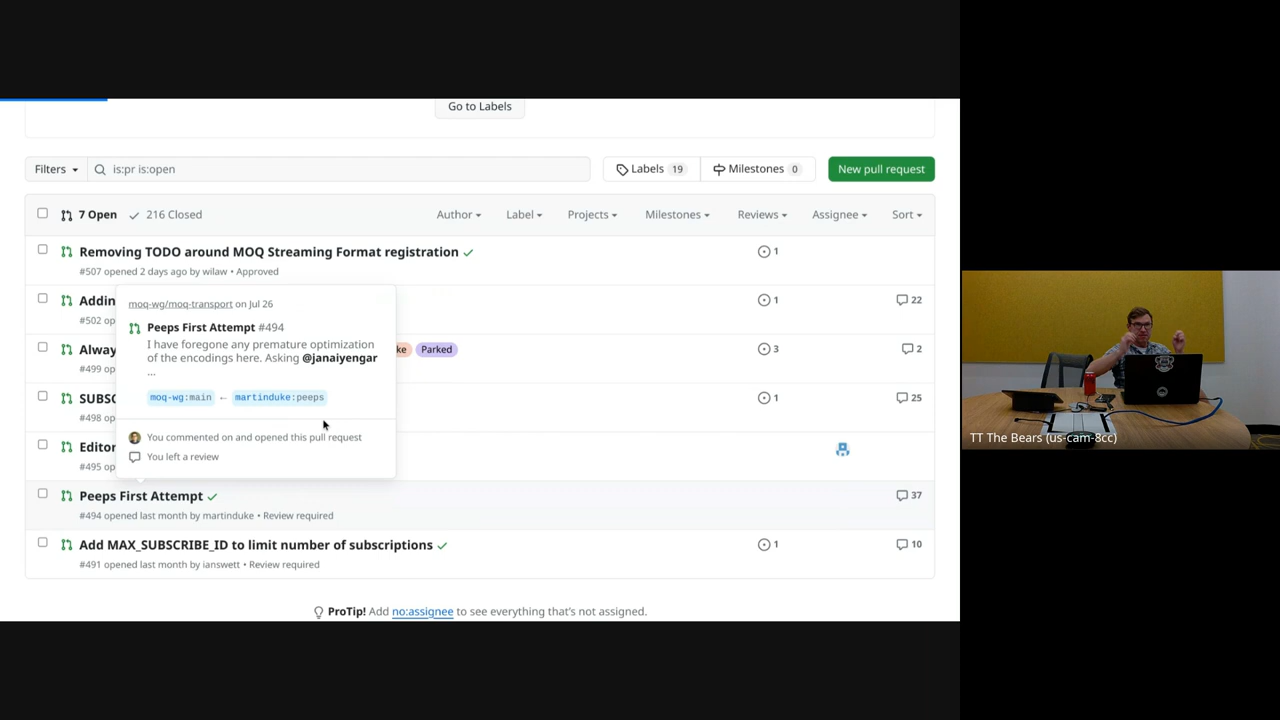 Go to Labels
Filters
is:pr is:open
Labels 19
Milestones 0
New pull request
7 Open
216 Closed
Author
Label
Projects
Milestones
Reviews
Assignee
Sort
Removing TODO around MOQ Streaming Format registration
1
#507 opened 2 days ago by wilaw • Approved
Addin
1
22
#502 op
Alway
ke
Parked
3
2
#499 op
SUBSC
1
25
#498 op
Editor
#495 op
moq-wg/moq-transport on Jul 26
Peeps First Attempt #494
I have foregone any premature optimization
of the encodings here. Asking @janaiyengar
...
moq-wg:main ← martinduke:peeps
You commented on and opened this pull request
You left a review
Peeps First Attempt
37
#494 opened last month by martinduke • Review required
Add MAX_SUBSCRIBE_ID to limit number of subscriptions
1
10
#491 opened last month by ianswett • Review required
ProTip! Add no:assignee to see everything that's not assigned.
TT The Bears (us-cam-8cc)